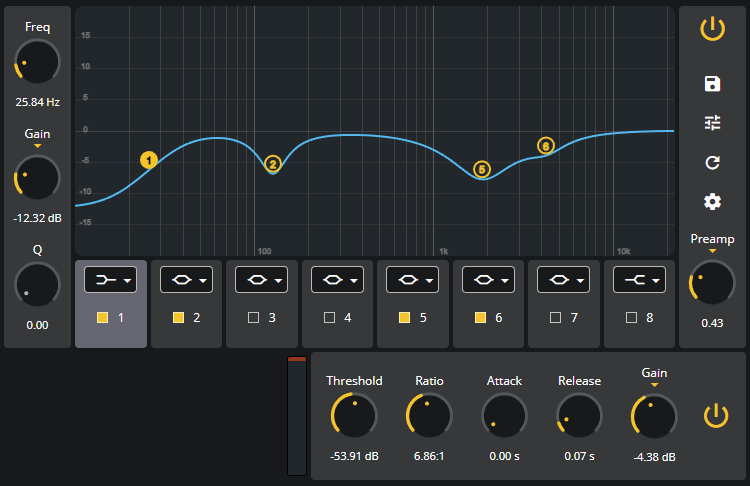 Freq
25.84 Hz
Gain
-12.32 dB
Q
0.00
15
10
5
0
-5
-10
-15
100
1k
10k
1
2
5
6
Preamp
0.43
1
2
3
4
5
6
7
8
Threshold
Ratio
Attack
Release
Gain
-53.91 dB
6.86:1
0.00 s
0.07 s
-4.38 dB